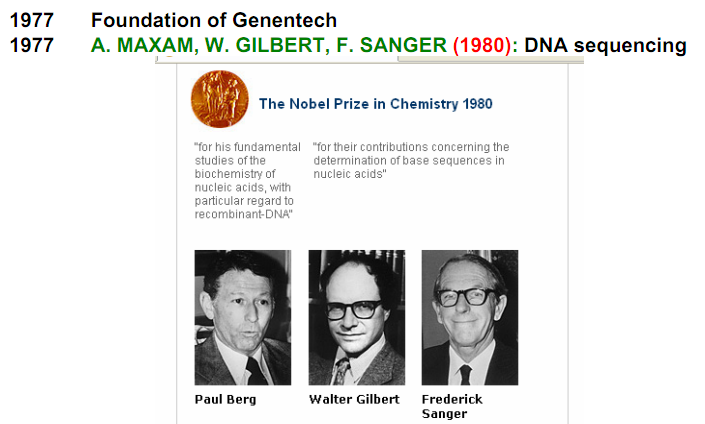 1977 Foundation of Genentech
1977 A. MAXAM, W. GILBERT, F. SANGER (1980): DNA sequencing
The Nobel Prize in Chemistry 1980
"for his fundamental
studies of the
biochemistry of
nucleic acids, with
particular regard to
recombinant-DNA"
"for their contributions concerning the
determination of base sequences in
nucleic acids"
Paul Berg
Walter Gilbert
Frederick
Sanger